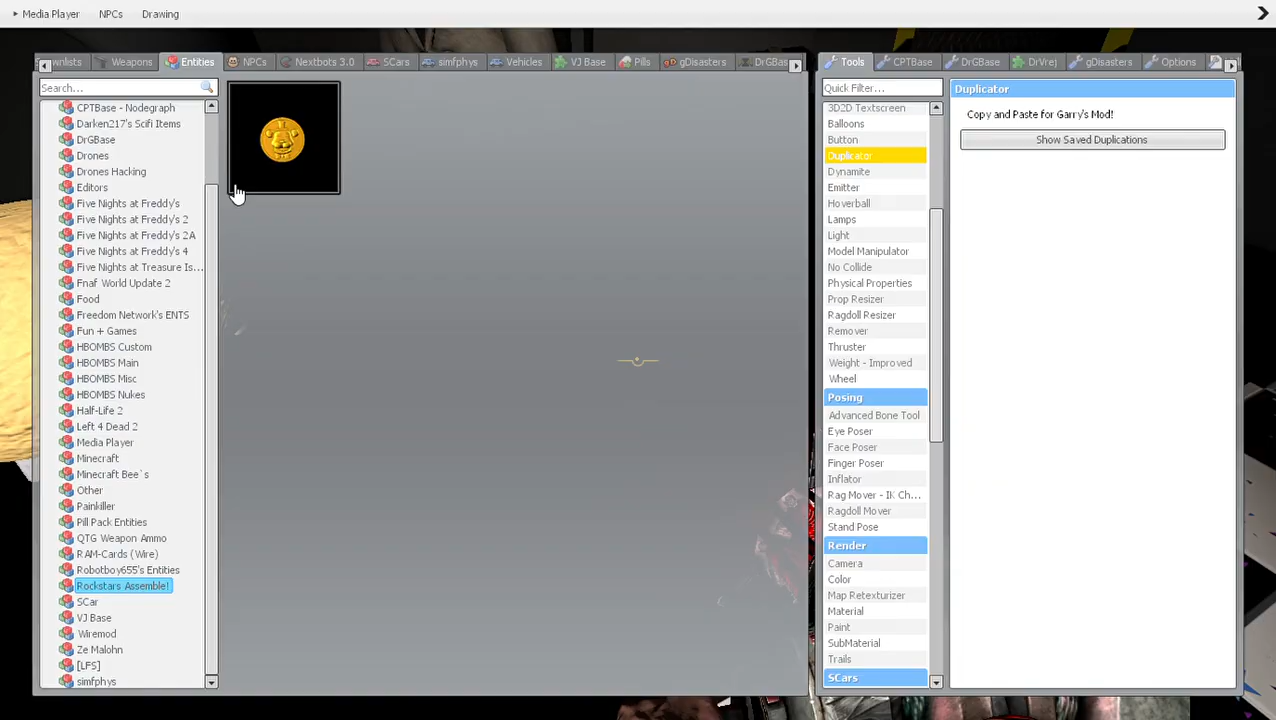 Media Player NPCs Drawing
wnlists Weapons Entities NPCs Nextbots 3.0 SCars simfphys Vehicles VJ Base Pills gDisasters DrGBas
Search...
CPTBase - Nodegraph
Darken217's Scifi Items
DrGBase
Drones
Drones Hacking
Editors
Five Nights at Freddy's
Five Nights at Freddy's 2
Five Nights at Freddy's 2A
Five Nights at Freddy's 4
Five Nights at Treasure Is...
Fnaf World Update 2
Food
Freedom Network's ENTS
Fun + Games
HBOMBS Custom
HBOMBS Main
HBOMBS Misc
HBOMBS Nukes
Half-Life 2
Left 4 Dead 2
Media Player
Minecraft
Minecraft Bee`s
Other
Painkiller
Pill Pack Entities
QTG Weapon Ammo
RAM-Cards (Wire)
Robotboy655's Entities
Rockstars Assemble!
SCar
VJ Base
Wiremod
Ze Malohn
[LFS]
simfphys
Tools CPTBase DrGBase DrVrej gDisasters Options
Quick Filter...
3D2D Textscreen
Balloons
Button
Duplicator
Dynamite
Emitter
Hoverball
Lamps
Light
Model Manipulator
No Collide
Physical Properties
Prop Resizer
Ragdoll Resizer
Remover
Thruster
Weight - Improved
Wheel
Posing
Advanced Bone Tool
Eye Poser
Face Poser
Finger Poser
Inflator
Rag Mover - IK Ch...
Ragdoll Mover
Stand Pose
Render
Camera
Color
Map Retexturizer
Material
Paint
SubMaterial
Trails
SCars
Duplicator
Copy and Paste for Garry's Mod!
Show Saved Duplications